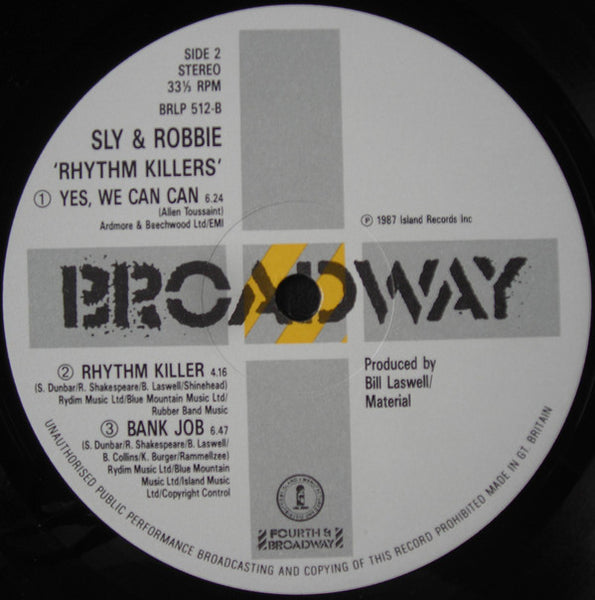 SIDE 2
STEREO
33⅓ RPM
BRLP 512-B
SLY & ROBBIE
'RHYTHM KILLERS'
① YES, WE CAN CAN 6.24
(Allen Toussaint)
Ardmore & Beechwood Ltd/EMI
Ⓟ 1987 Island Records Inc
BROADWAY
② RHYTHM KILLER 4.16
(S. Dunbar/R. Shakespeare/B. Laswell/Shinehead)
Rydim Music Ltd/Blue Mountain Music Ltd/
Rubber Band Music
③ BANK JOB 6.47
(S. Dunbar/R. Shakespeare/B. Laswell/
B. Collins/K. Burger/Rammellzee)
Rydim Music Ltd/Blue Mountain
Music Ltd/Island Music
Ltd/Copyright Control
Produced by
Bill Laswell/
Material
FOURTH &
BROADWAY
UNAUTHORISED PUBLIC PERFORMANCE BROADCASTING AND COPYING OF THIS RECORD PROHIBITED MADE IN GT. BRITAIN